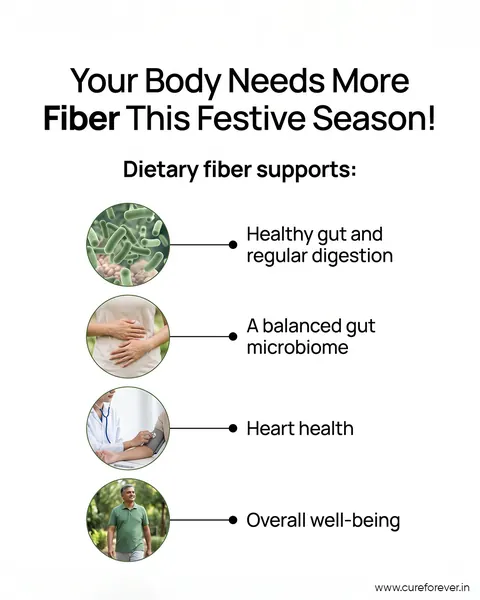 Your Body Needs More
Fiber This Festive Season!
Dietary fiber supports:
Healthy gut and
regular digestion
A balanced gut
microbiome
Heart health
Overall well-being
www.cureforever.in